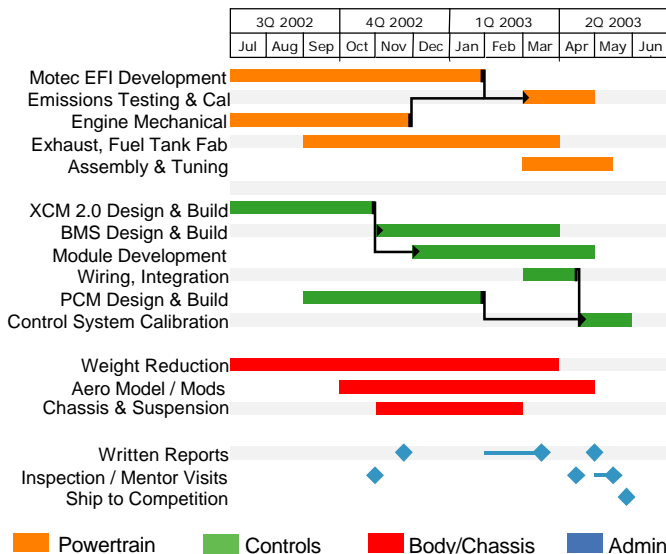 3Q 2002 4Q 2002 1Q 2003 2Q 2003
Jul Aug Sep Oct Nov Dec Jan Feb Mar Apr May Jun
Motec EFI Development
Emissions Testing & Cal
Engine Mechanical
Exhaust, Fuel Tank Fab
Assembly & Tuning
XCM 2.0 Design & Build
BMS Design & Build
Module Development
Wiring, Integration
PCM Design & Build
Control System Calibration
Weight Reduction
Aero Model / Mods
Chassis & Suspension
Written Reports
Inspection / Mentor Visits
Ship to Competition
Powertrain Controls Body/Chassis Admin